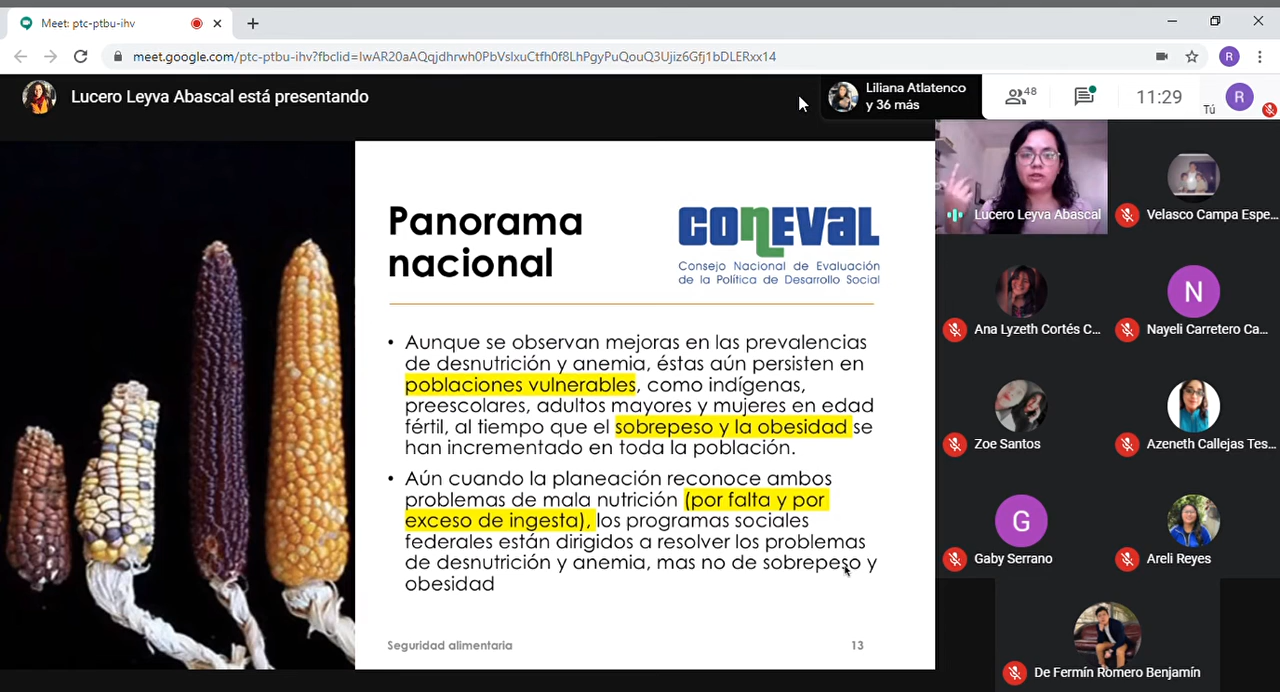 Meet: ptc-ptbu-ihv
meet.google.com/ptc-ptbu-ihv?fbclid=IwAR20aAQqjdhrwh0PbVslxuCtfh0f8LhPgyPuQouQ3Ujiz6Gfj1bDLERxx14
R
Lucero Leyva Abascal está presentando
Liliana Atlatenco
y 36 más
48
11:29
Tú
R
Panorama
nacional
CONEVAL
Consejo Nacional de Evaluación
de la Política de Desarrollo Social
• Aunque se observan mejoras en las prevalencias
de desnutrición y anemia, éstas aún persisten en
poblaciones vulnerables, como indígenas,
preescolares, adultos mayores y mujeres en edad
fértil, al tiempo que el sobrepeso y la obesidad se
han incrementado en toda la población.
• Aún cuando la planeación reconoce ambos
problemas de mala nutrición (por falta y por
exceso de ingesta), los programas sociales
federales están dirigidos a resolver los problemas
de desnutrición y anemia, mas no de sobrepeso y
obesidad
Seguridad alimentaria
13
Lucero Leyva Abascal
Velasco Campa Espe...
Ana Lyzeth Cortés C...
N
Nayeli Carretero Ca...
Zoe Santos
Azeneth Callejas Tes...
G
Gaby Serrano
Areli Reyes
De Fermín Romero Benjamín